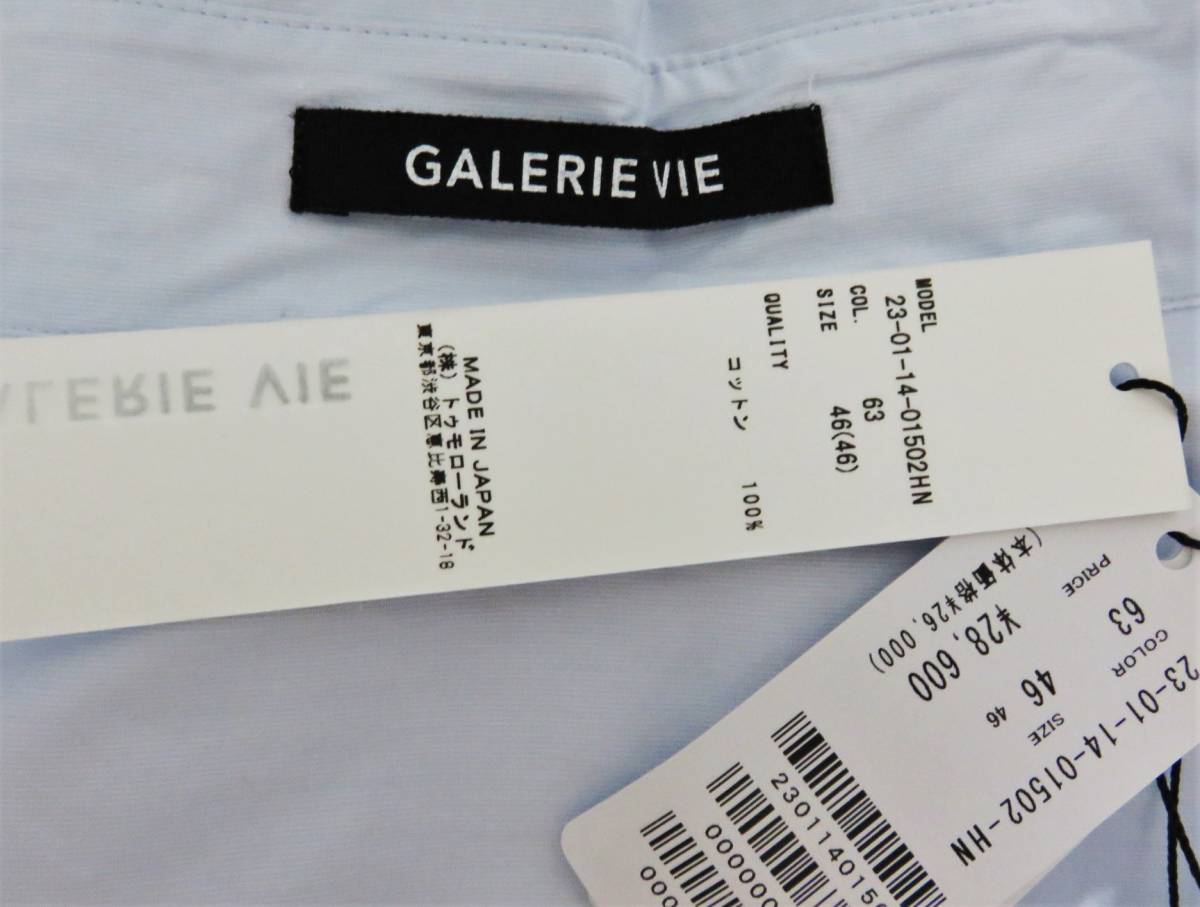 GALERIE VIE
MODEL
23-01-14-01502HN
COL. 63
SIZE 46(46)
QUALITY
コットン 100%
MADE IN JAPAN
(株) トゥモローランド
東京都渋谷区恵比寿西1-32-18
ALERIE VIE
23-01-14-01502-HN
COLOR
63
SIZE
46 46
PRICE
¥28,600
(本体価格¥26,000)